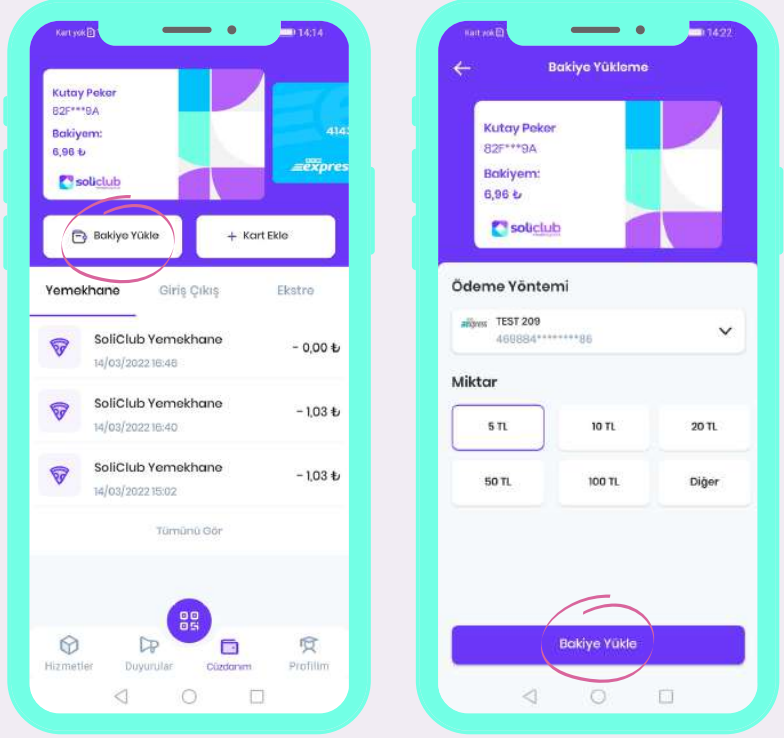 Kart yok
14:14
Kutay Peker
82F***9A
Bakiyem:
6,96 ₺
soliclub
4143
express
Bakiye Yükle
+ Kart Ekle
Yemekhane
Giriş Çıkış
Ekstre
SoliClub Yemekhane
14/03/2022 16:46
- 0,00 ₺
SoliClub Yemekhane
14/03/2022 16:40
- 1,03 ₺
SoliClub Yemekhane
14/03/2022 15:02
- 1,03 ₺
Tümünü Gör
Hizmetler
Duyurular
Cüzdanım
Profilim
Kart yok
14:22
Bakiye Yükleme
Kutay Peker
82F***9A
Bakiyem:
6,96 ₺
soliclub
Ödeme Yöntemi
express
TEST 209
469884********86
Miktar
5 TL
10 TL
20 TL
50 TL
100 TL
Diğer
Bakiye Yükle